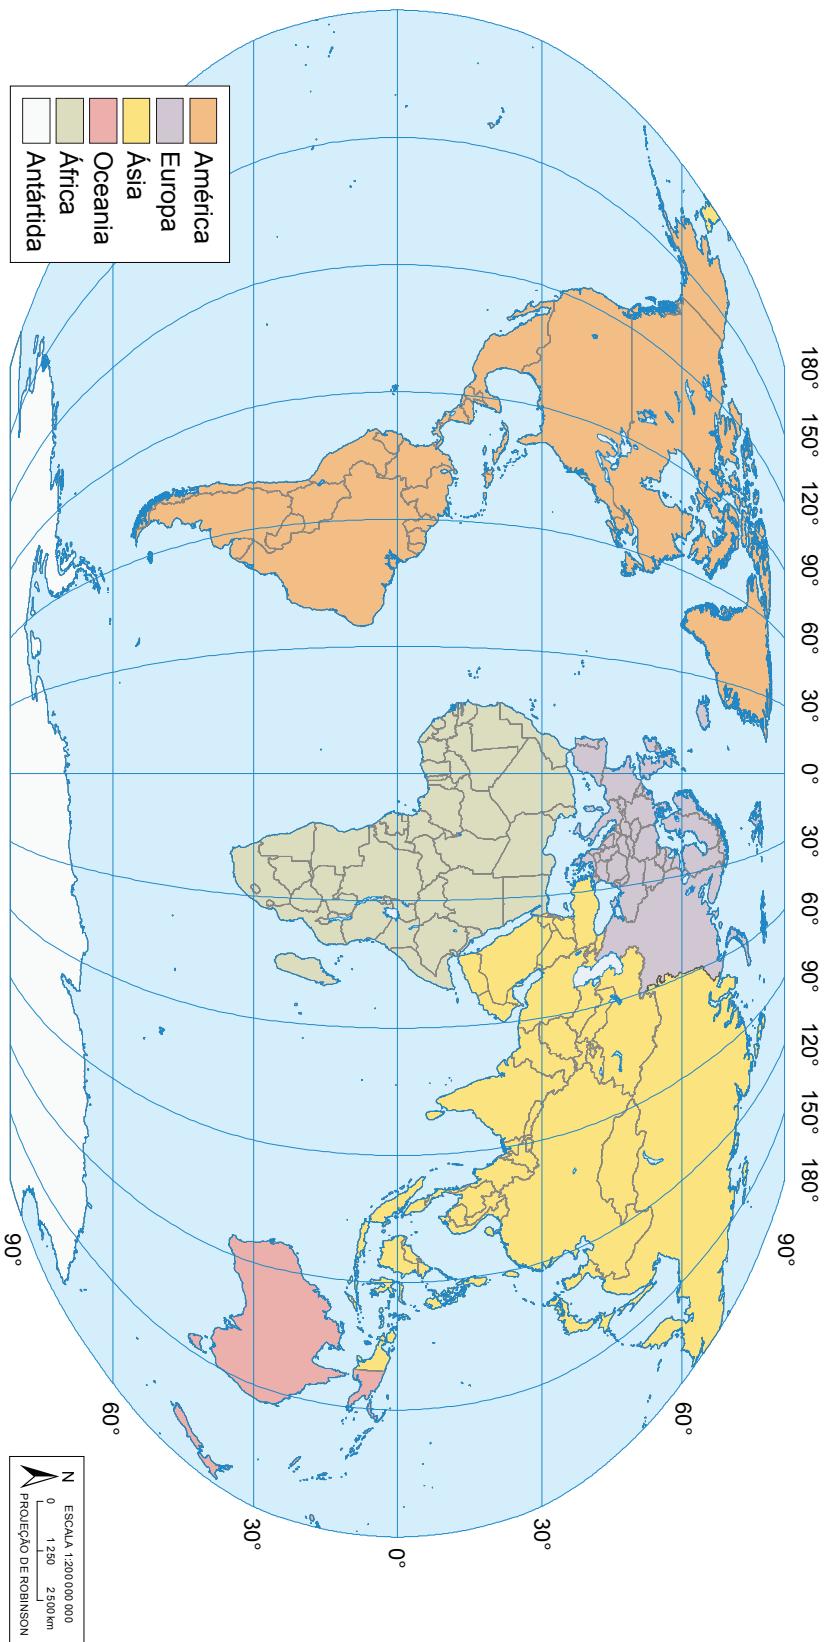 180°
150°
120°
90°
60°
30°
0°
30°
60°
90°
120°
150°
180°
90°
60°
30°
0°
30°
60°
90°
América
Europa
Ásia
Oceania
África
Antártida
N
ESCALA 1:200 000 000
0 1 250 2 500 km
PROJEÇÃO DE ROBINSON